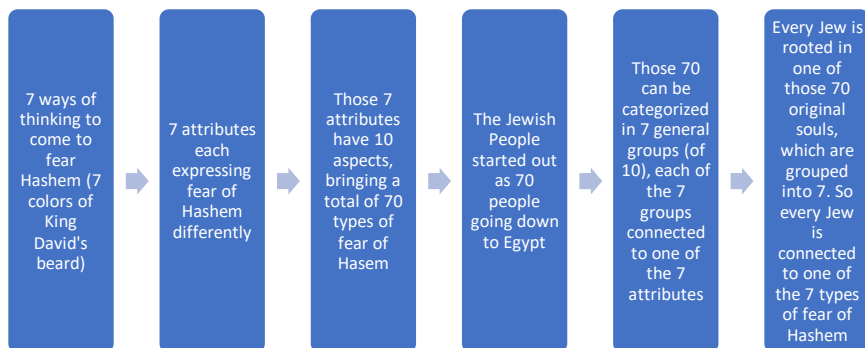 7 ways of
thinking to
come to
fear
Hashem (7
colors of
King
David's
beard)
7 attributes
each
expressing
fear of
Hashem
differently
Those 7
attributes
have 10
aspects,
bringing a
total of 70
types of
fear of
Hasem
The Jewish
People
started out
as 70
people
going down
to Egypt
Those 70
can be
categorized
in 7 general
groups (of
10), each of
the 7
groups
connected
to one of
the 7
attributes
Every Jew is
rooted in
one of
those 70
original
souls,
which are
grouped
into 7. So
every Jew
is
connected
to one of
the 7 types
of fear of
Hashem